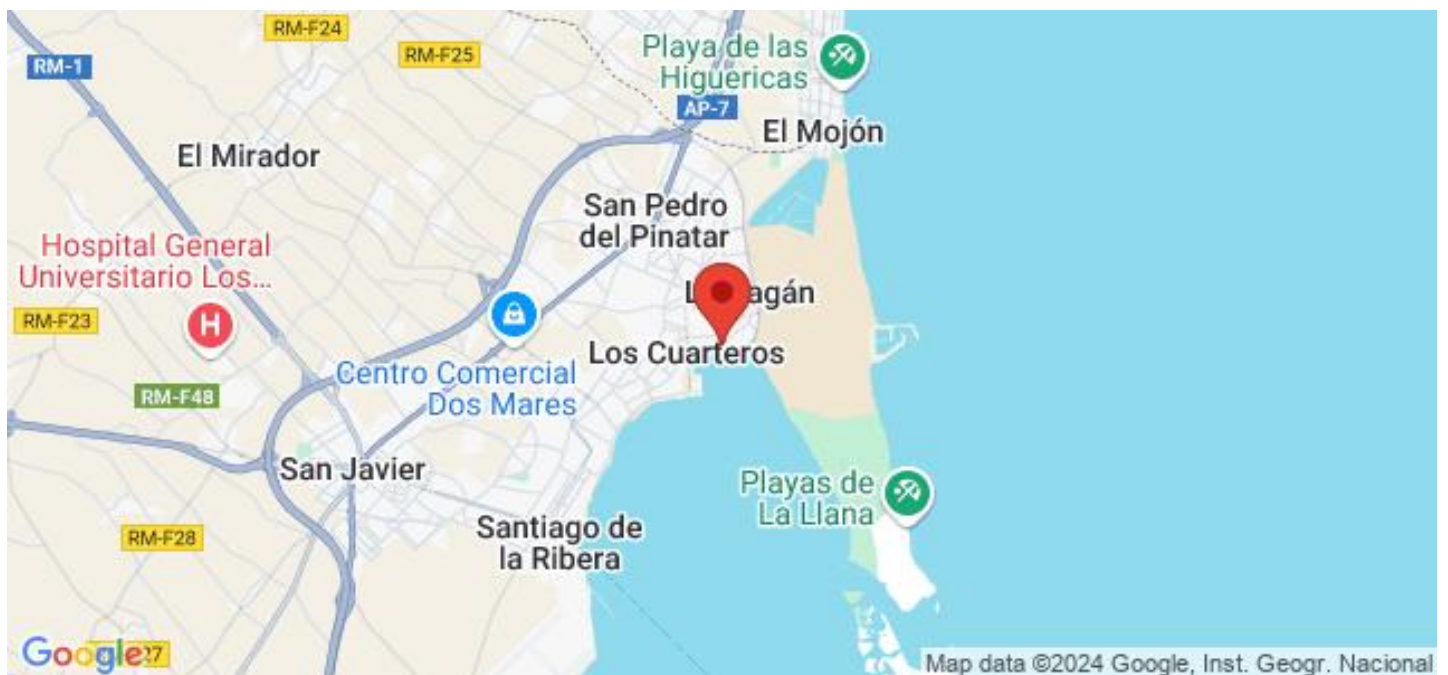 RM-F24
RM-F25
RM-1
Playa de las
Higuericas
AP-7
El Mojón
El Mirador
San Pedro
del Pinatar
Hospital General
Universitario Los...
H
RM-F23
agán
Los Cuarteros
Centro Comercial
Dos Mares
RM-F48
San Javier
Playas de
La Llana
Santiago de
la Ribera
RM-F28
Google
Map data ©2024 Google, Inst. Geogr. Nacional